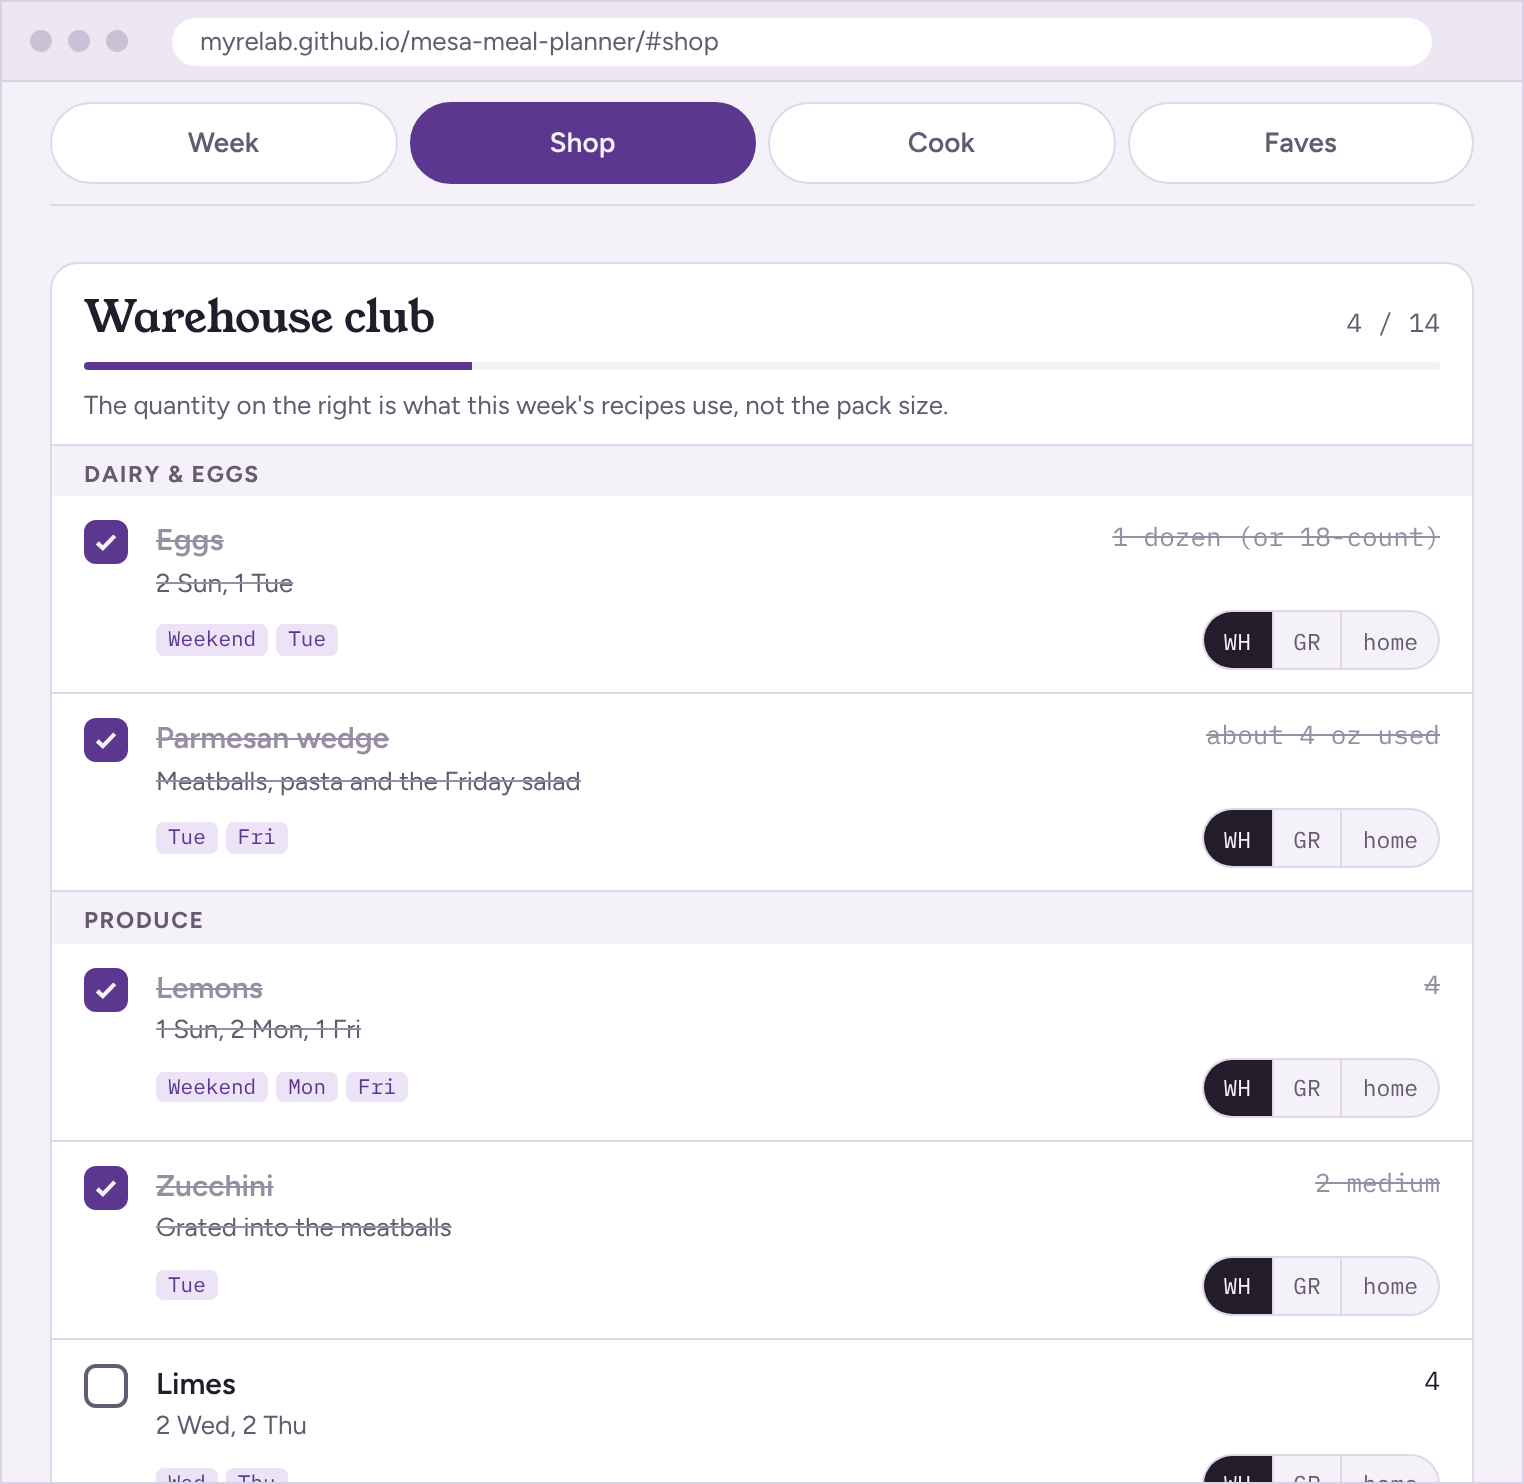 myrelab.github.io/mesa-meal-planner/#shop
Week Shop Cook Faves
Warehouse club 4 / 14
The quantity on the right is what this week's recipes use, not the pack size.
DAIRY & EGGS
Eggs 1 dozen (or 18-count)
2 Sun, 1 Tue
Weekend Tue WH GR home
Parmesan wedge about 4 oz used
Meatballs, pasta and the Friday salad
Tue Fri WH GR home
PRODUCE
Lemons 4
1 Sun, 2 Mon, 1 Fri
Weekend Mon Fri WH GR home
Zucchini 2 medium
Grated into the meatballs
Tue WH GR home
Limes 4
2 Wed, 2 Thu
Wed Thu WH GR home